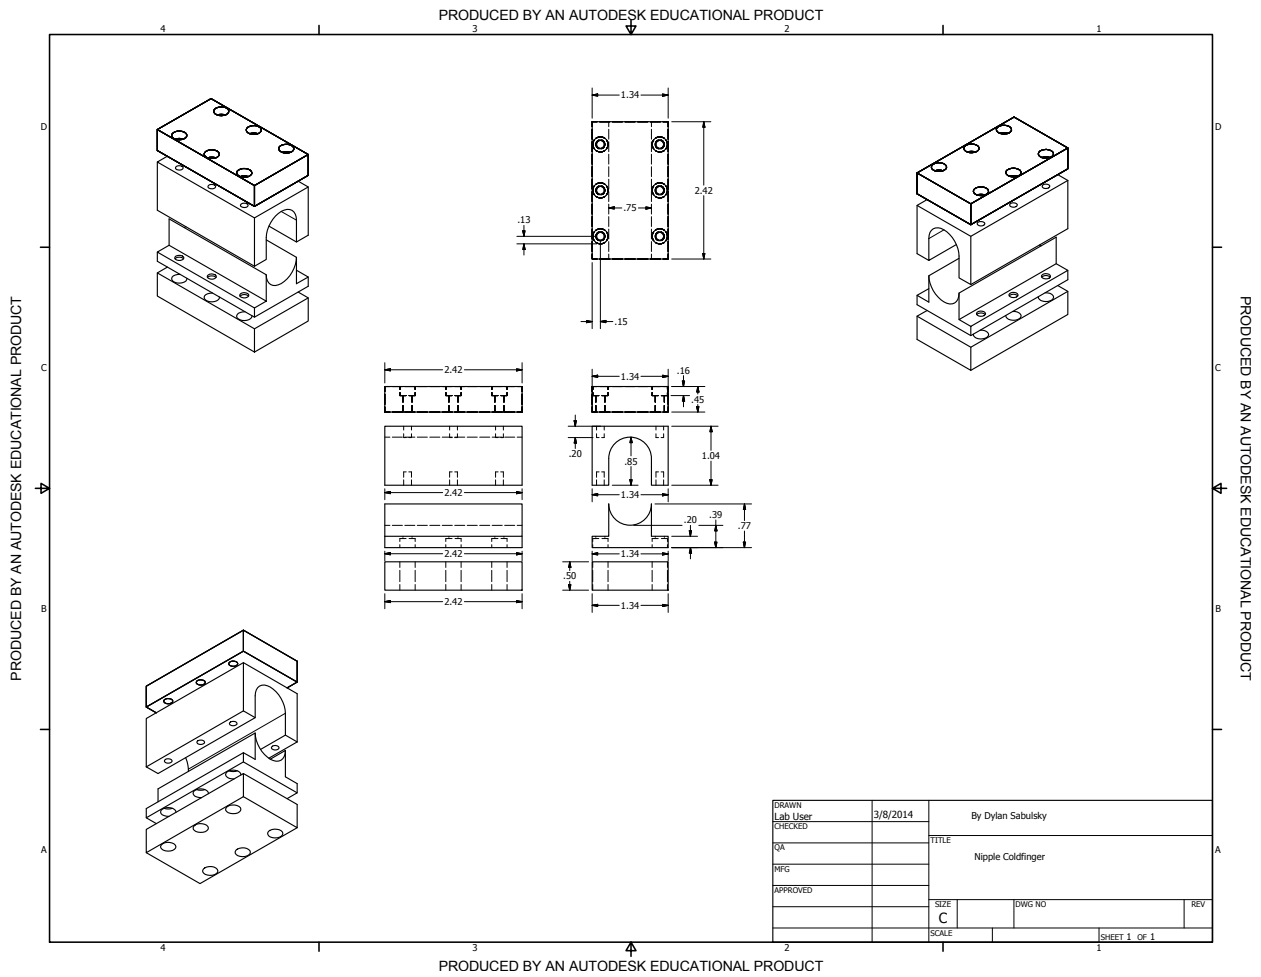 PRODUCED BY AN AUTODESK EDUCATIONAL PRODUCT
4 3 2 1
D D
C C
B B
A A
PRODUCED BY AN AUTODESK EDUCATIONAL PRODUCT
PRODUCED BY AN AUTODESK EDUCATIONAL PRODUCT
1.34
2.42
.75
.13
.15
2.42
1.34
.16
.45
.20
.85
1.04
2.42
1.34
.20
.39
.77
2.42
1.34
.50
2.42
1.34
DRAWN
Lab User
3/8/2014
By Dylan Sabulsky
CHECKED
TITLE
QA
Nipple Coldfinger
MFG
APPROVED
SIZE
C
DWG NO
REV
SCALE
SHEET 1 OF 1
4 3 2 1
PRODUCED BY AN AUTODESK EDUCATIONAL PRODUCT